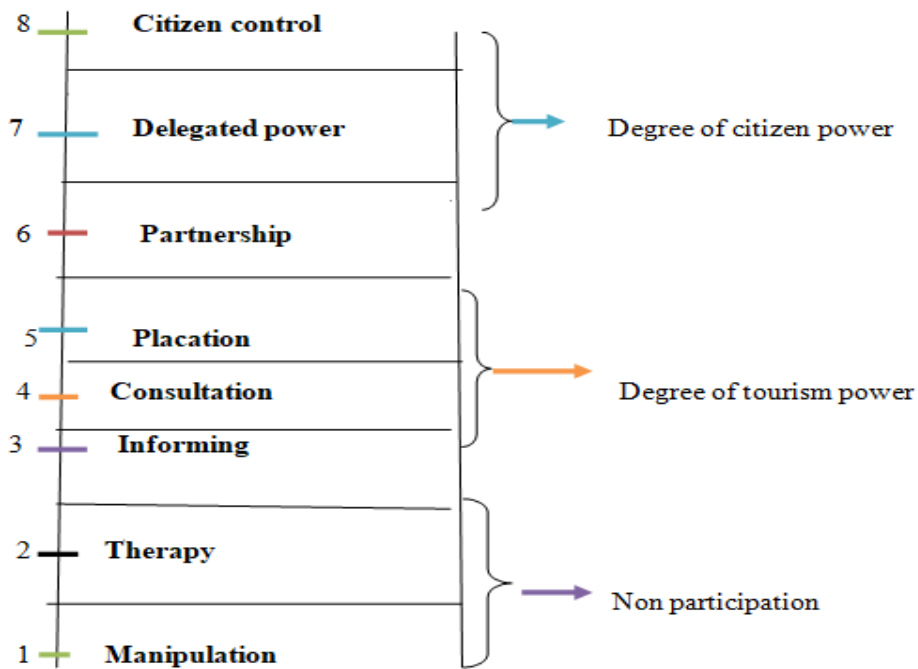 8 Citizen control
7 Delegated power
Degree of citizen power
6 Partnership
5 Placation
4 Consultation
Degree of tourism power
3 Informing
2 Therapy
Non participation
1 Manipulation